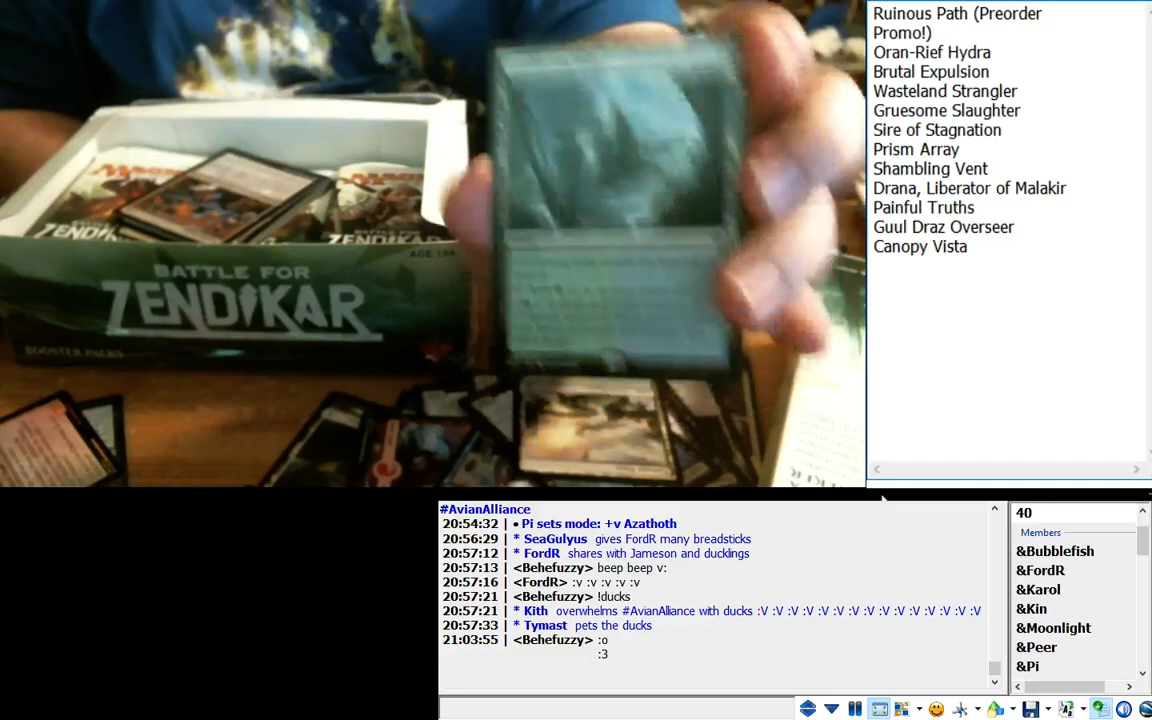 Ruinous Path (Preorder
Promo!)
Oran-Rief Hydra
Brutal Expulsion
Wasteland Strangler
Gruesome Slaughter
Sire of Stagnation
Prism Array
Shambling Vent
Drana, Liberator of Malakir
Painful Truths
Guul Draz Overseer
Canopy Vista
BATTLE FOR
ZENDIKAR
BOOSTER PACKS
#AvianAlliance
20:54:32 | • Pi sets mode: +v Azathoth
20:56:29 | * SeaGulyus gives FordR many breadsticks
20:57:12 | * FordR shares with Jameson and ducklings
20:57:13 | <Behefuzzy> beep beep v:
20:57:16 | <FordR> :v :v :v :v :v
20:57:21 | <Behefuzzy> !ducks
20:57:21 | * Kith overwhelms #AvianAlliance with ducks :V :V :V :V :V :V :V :V :V :V :V :V :V
20:57:33 | * Tymast pets the ducks
21:03:55 | <Behefuzzy> :o
:3
40
Members
&Bubblefish
&FordR
&Karol
&Kin
&Moonlight
&Peer
&Pi